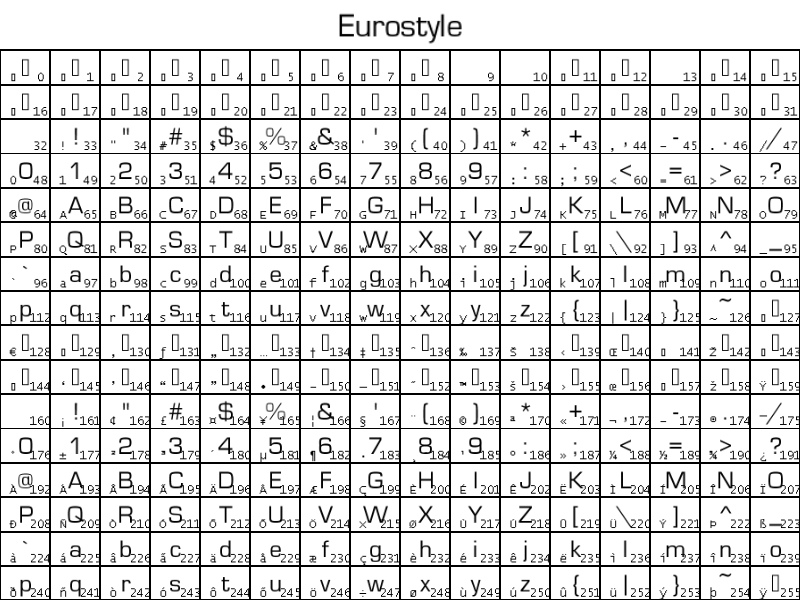 Eurostyle
0 1 2 3 4 5 6 7 8 9 10 11 12 13 14 15
16 17 18 19 20 21 22 23 24 25 26 27 28 29 30 31
32 ! ! 33 " " 34 # # 35 $ $ 36 % % 37 & & 38 ' ' 39 ( ( 40 ) ) 41 * * 42 + + 43 , , 44 - - 45 . . 46 / / 47
0 0 48 1 1 49 2 2 50 3 3 51 4 4 52 5 5 53 6 6 54 7 7 55 8 8 56 9 9 57 : : 58 ; ; 59 < < 60 = = 61 > > 62 ? ? 63
@ @ 64 A A 65 B B 66 C C 67 D D 68 E E 69 F F 70 G G 71 H H 72 I I 73 J J 74 K K 75 L L 76 M M 77 N N 78 O O 79
P P 80 Q Q 81 R R 82 S S 83 T T 84 U U 85 V V 86 W W 87 X X 88 Y Y 89 Z Z 90 [ [ 91 \ \ 92 ] ] 93 ^ ^ 94 _ _ 95
` ` 96 a a 97 b b 98 c c 99 d d 100 e e 101 f f 102 g g 103 h h 104 i i 105 j j 106 k k 107 l l 108 m m 109 n n 110 o o 111
p p 112 q q 113 r r 114 s s 115 t t 116 u u 117 v v 118 w w 119 x x 120 y y 121 z z 122 { { 123 | | 124 } } 125 ~ ~ 126 127
€ 128 129 ‚ 130 ƒ 131 „ 132 … 133 † 134 ‡ 135 ˆ 136 ‰ 137 Š 138 ‹ 139 Œ 140 141 Ž 142 143
144 ‘ 145 ’ 146 “ 147 ” 148 • 149 – 150 — 151 ˜ 152 ™ 153 š 154 › 155 œ 156 157 ž 158 Ÿ 159
160 ¡ ! 161 ¢ " 162 £ # 163 ¤ $ 164 ¥ % 165 ¦ & 166 § ' 167 ¨ ( 168 © ) 169 ª * 170 « + 171 ¬ , 172 - 173 ® . 174 ¯ / 175
° 0 176 ± 1 177 ² 2 178 ³ 3 179 ´ 4 180 µ 5 181 ¶ 6 182 · 7 183 ¸ 8 184 ¹ 9 185 º : 186 » ; 187 ¼ < 188 ½ = 189 ¾ > 190 ¿ ? 191
À @ 192 Á A 193 Â B 194 Ã C 195 Ä D 196 Å E 197 Æ F 198 Ç G 199 È H 200 É I 201 Ê J 202 Ë K 203 Ì L 204 Í M 205 Î N 206 Ï O 207
Ð P 208 Ñ Q 209 Ò R 210 Ó S 211 Ô T 212 Õ U 213 Ö V 214 × W 215 Ø X 216 Ù Y 217 Ú Z 218 Û [ 219 Ü \ 220 Ý ] 221 Þ ^ 222 ß _ 223
à ` 224 á a 225 â b 226 ã c 227 ä d 228 å e 229 æ f 230 ç g 231 è h 232 é i 233 ê j 234 ë k 235 ì l 236 í m 237 î n 238 ï o 239
ð p 240 ñ q 241 ò r 242 ó s 243 ô t 244 õ u 245 ö v 246 ÷ w 247 ø x 248 ù y 249 ú z 250 û { 251 ü | 252 ý } 253 þ ~ 254 ÿ 255